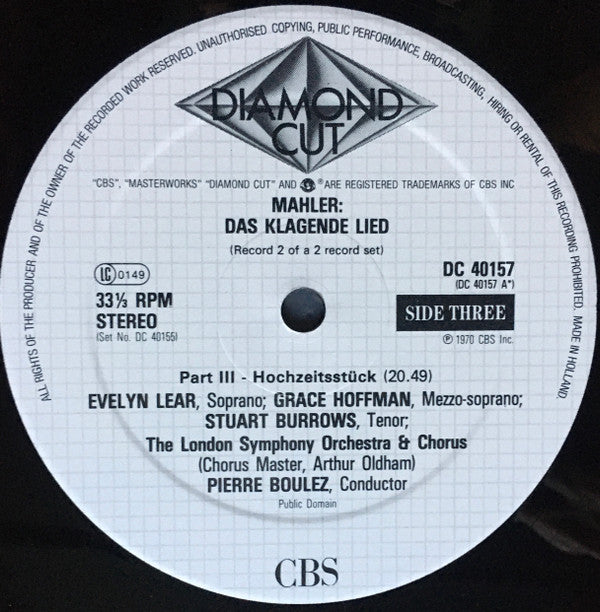 ALL RIGHTS OF THE PRODUCER AND OF THE OWNER OF THE RECORDED WORK RESERVED. UNAUTHORISED COPYING, PUBLIC PERFORMANCE, BROADCASTING, HIRING OR RENTAL OF THIS RECORDING PROHIBITED. MADE IN HOLLAND.
DIAMOND
CUT
"CBS", "MASTERWORKS" "DIAMOND CUT" AND ® ARE REGISTERED TRADEMARKS OF CBS INC
MAHLER:
DAS KLAGENDE LIED
(Record 2 of a 2 record set)
LC 0149
DC 40157
(DC 40157 A*)
33⅓ RPM
STEREO
SIDE THREE
(Set No. DC 40155)
℗ 1970 CBS Inc.
Part III - Hochzeitsstück (20.49)
EVELYN LEAR, Soprano; GRACE HOFFMAN, Mezzo-soprano;
STUART BURROWS, Tenor;
The London Symphony Orchestra & Chorus
(Chorus Master, Arthur Oldham)
PIERRE BOULEZ, Conductor
Public Domain
CBS